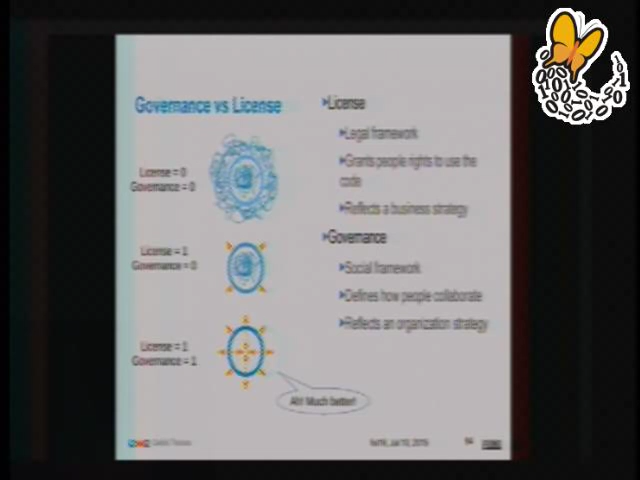 Governance vs License
License = 0
Governance = 0
License = 1
Governance = 0
License = 1
Governance = 1
Ah! Much better!
License
Legal framework
Grants people rights to use the
code
Reflects a business strategy
Governance
Social framework
Defines how people collaborate
Reflects an organization strategy